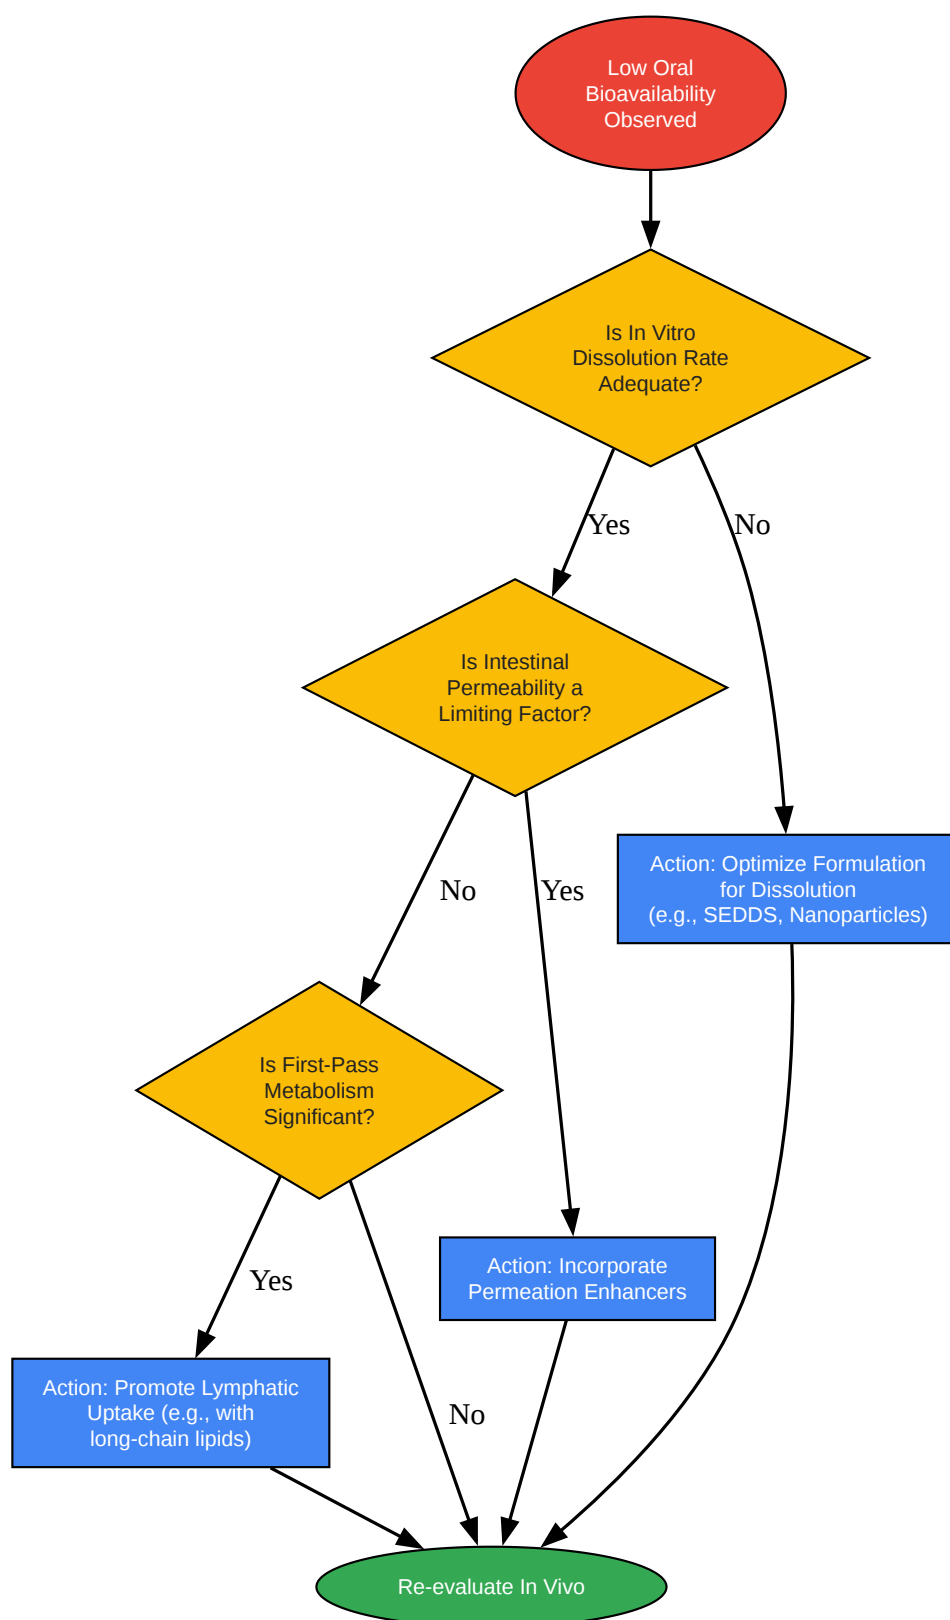 Low Oral
Bioavailability
Observed
Is In Vitro
Dissolution Rate
Adequate?
Yes
No
Is Intestinal
Permeability a
Limiting Factor?
Action: Optimize Formulation
for Dissolution
(e.g., SEDDS, Nanoparticles)
No
Yes
Is First-Pass
Metabolism
Significant?
Action: Incorporate
Permeation Enhancers
Yes
Action: Promote Lymphatic
Uptake (e.g., with
long-chain lipids)
No
Re-evaluate In Vivo